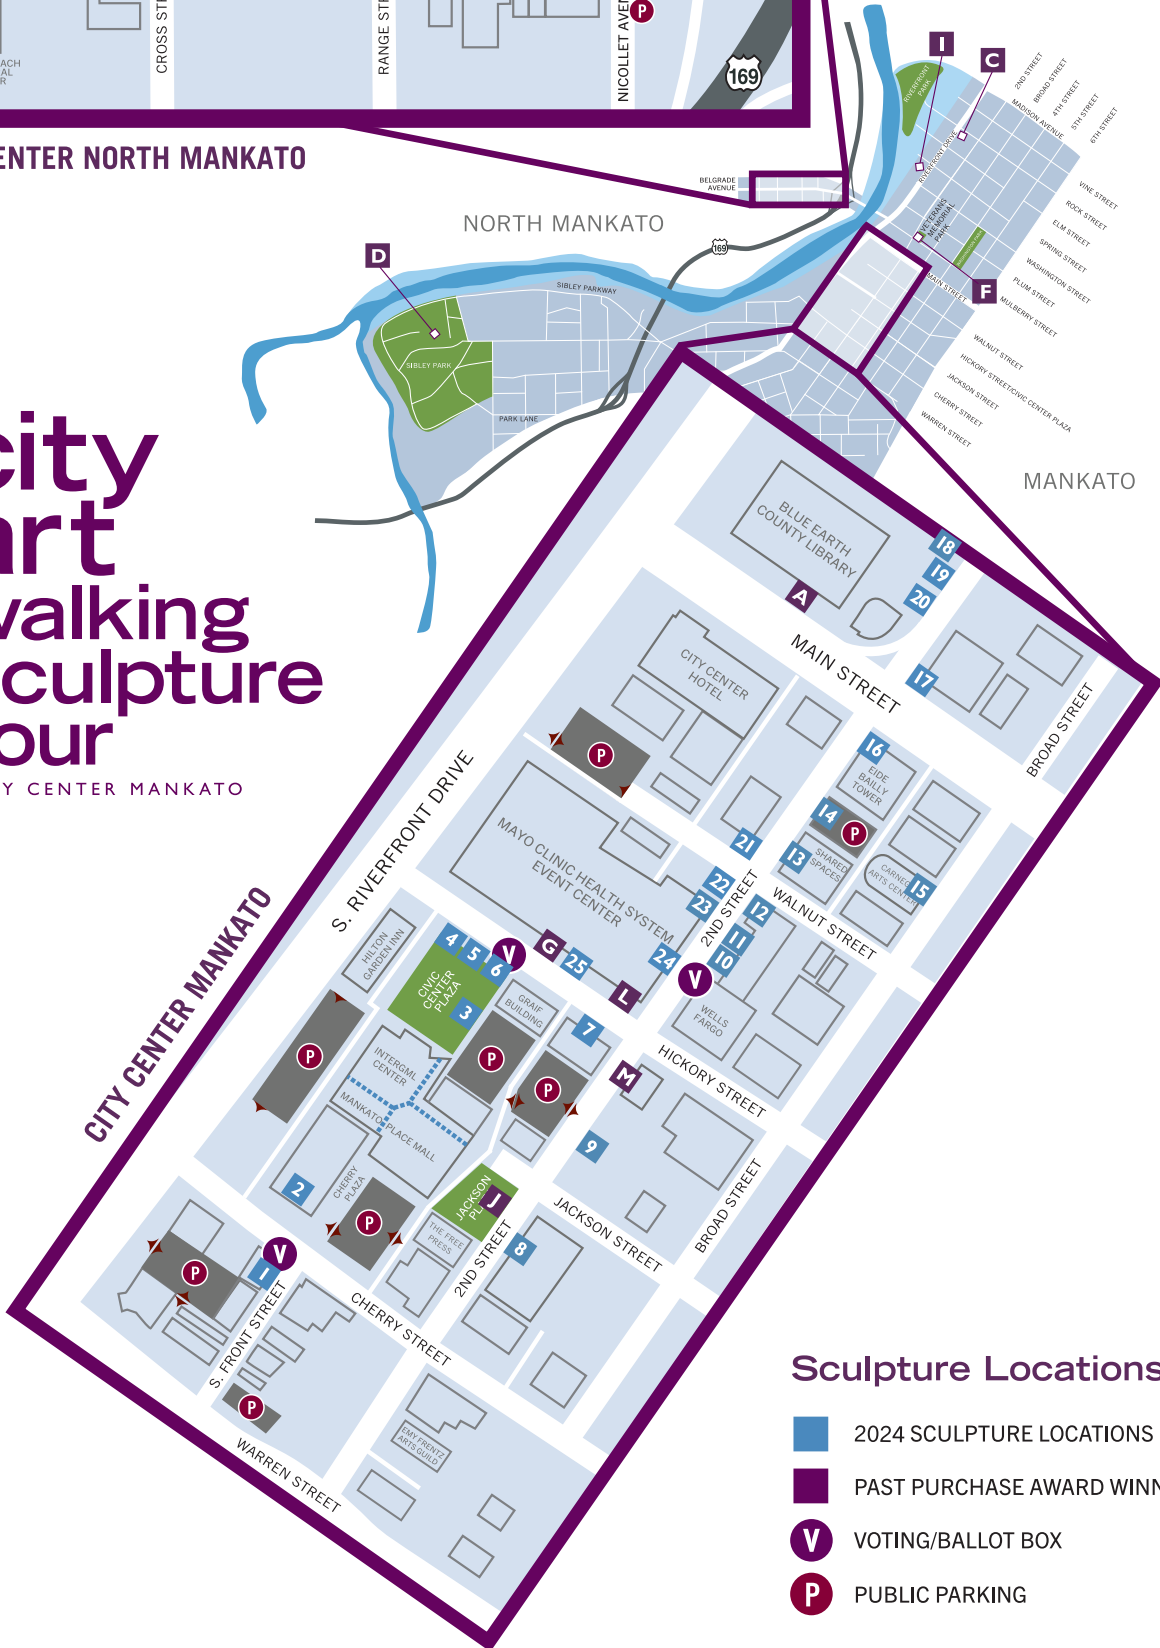 ACH
AL
R
CROSS ST
RANGE ST
NICOLLET AVEN
P
169
ENTER NORTH MANKATO
I
C
RIVERFRONT
PARK
RIVERFRONT DRIVE
2ND STREET
BROAD STREET
4TH STREET
5TH STREET
6TH STREET
MADISON AVENUE
BELGRADE
AVENUE
VINE STREET
ROCK STREET
ELM STREET
SPRING STREET
WASHINGTON STREET
PLUM STREET
MULBERRY STREET
VETERANS
MEMORIAL
PARK
WASHINGTON PARK
F
MAIN STREET
NORTH MANKATO
169
D
SIBLEY PARKWAY
SIBLEY PARK
PARK LANE
WALNUT STREET
HICKORY STREET/CIVIC CENTER PLAZA
JACKSON STREET
CHERRY STREET
WARREN STREET
MANKATO
city
art
walking
sculpture
our
Y CENTER MANKATO
CITY CENTER MANKATO
BLUE EARTH
COUNTY LIBRARY
A
18
19
20
MAIN STREET
17
BROAD STREET
CITY CENTER
HOTEL
P
16
EIDE
BAILLY
TOWER
14
P
13
SHARED
SPACES
CARNEG
ARTS CENTER
15
S. RIVERFRONT DRIVE
MAYO CLINIC HEALTH SYSTEM
EVENT CENTER
21
22
23
2ND STREET
12
11
10
WALNUT STREET
24
V
HILTON
GARDEN INN
4
5
6
V
G
25
L
CIVIC
CENTER
PLAZA
3
GRAIF
BUILDING
7
WELLS
FARGO
P
P
P
INTERGML
CENTER
M
HICKORY STREET
MANKATO PLACE MALL
9
2
CHERRY
PLAZA
P
JACKSON
PL
J
JACKSON STREET
BROAD STREET
THE FREE
PRESS
2ND STREET
8
V
1
P
S. FRONT STREET
CHERRY STREET
P
EMY FRENTZ
ARTS GUILD
WARREN STREET
Sculpture Locations
2024 SCULPTURE LOCATIONS
PAST PURCHASE AWARD WINN
V VOTING/BALLOT BOX
P PUBLIC PARKING